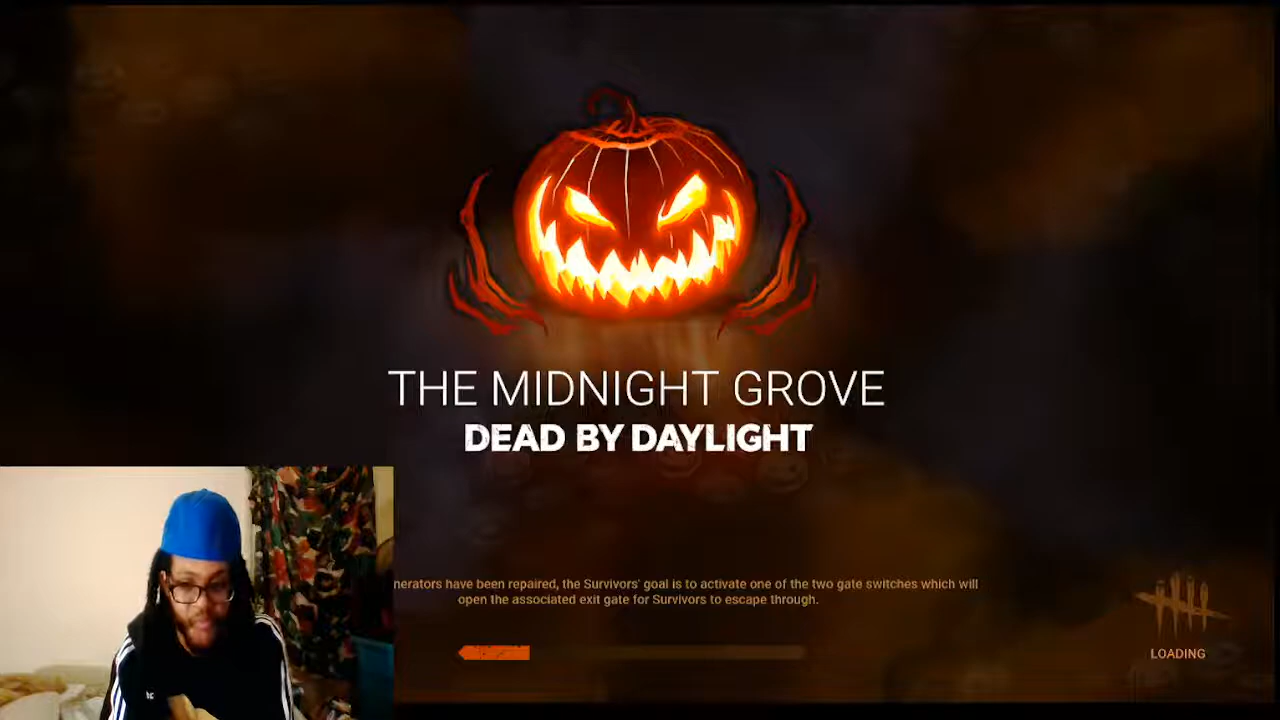 THE MIDNIGHT GROVE
DEAD BY DAYLIGHT
have been repaired, the Survivors' goal is to activate one of the two gate switches which will
open the associated exit gate for Survivors to escape through.
LOADING